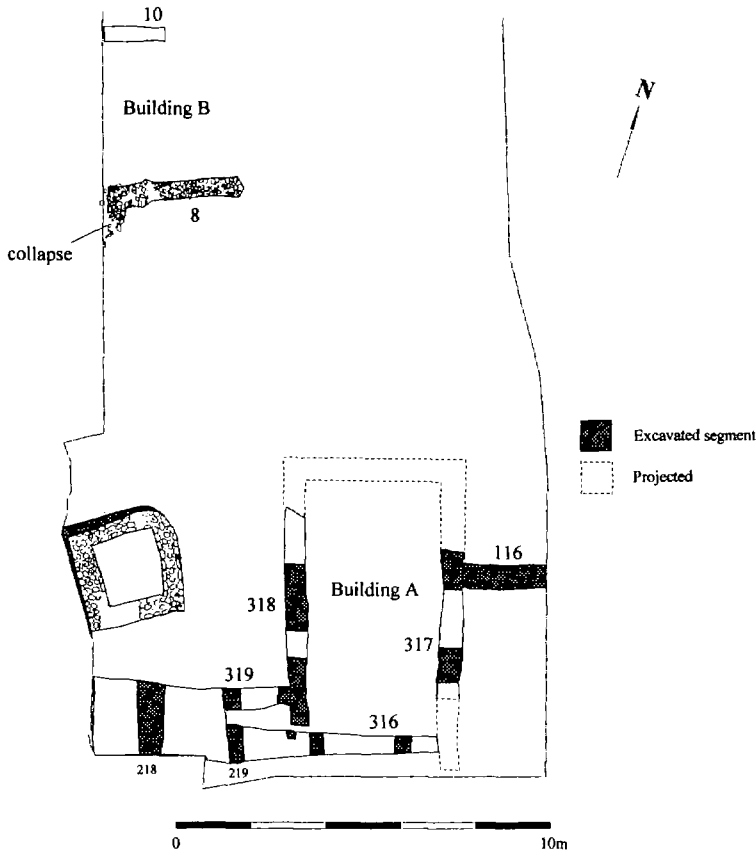 10
Building B
N
8
collapse
Excavated segment
Projected
116
Building A
318
317
319
316
218
219
0
10m